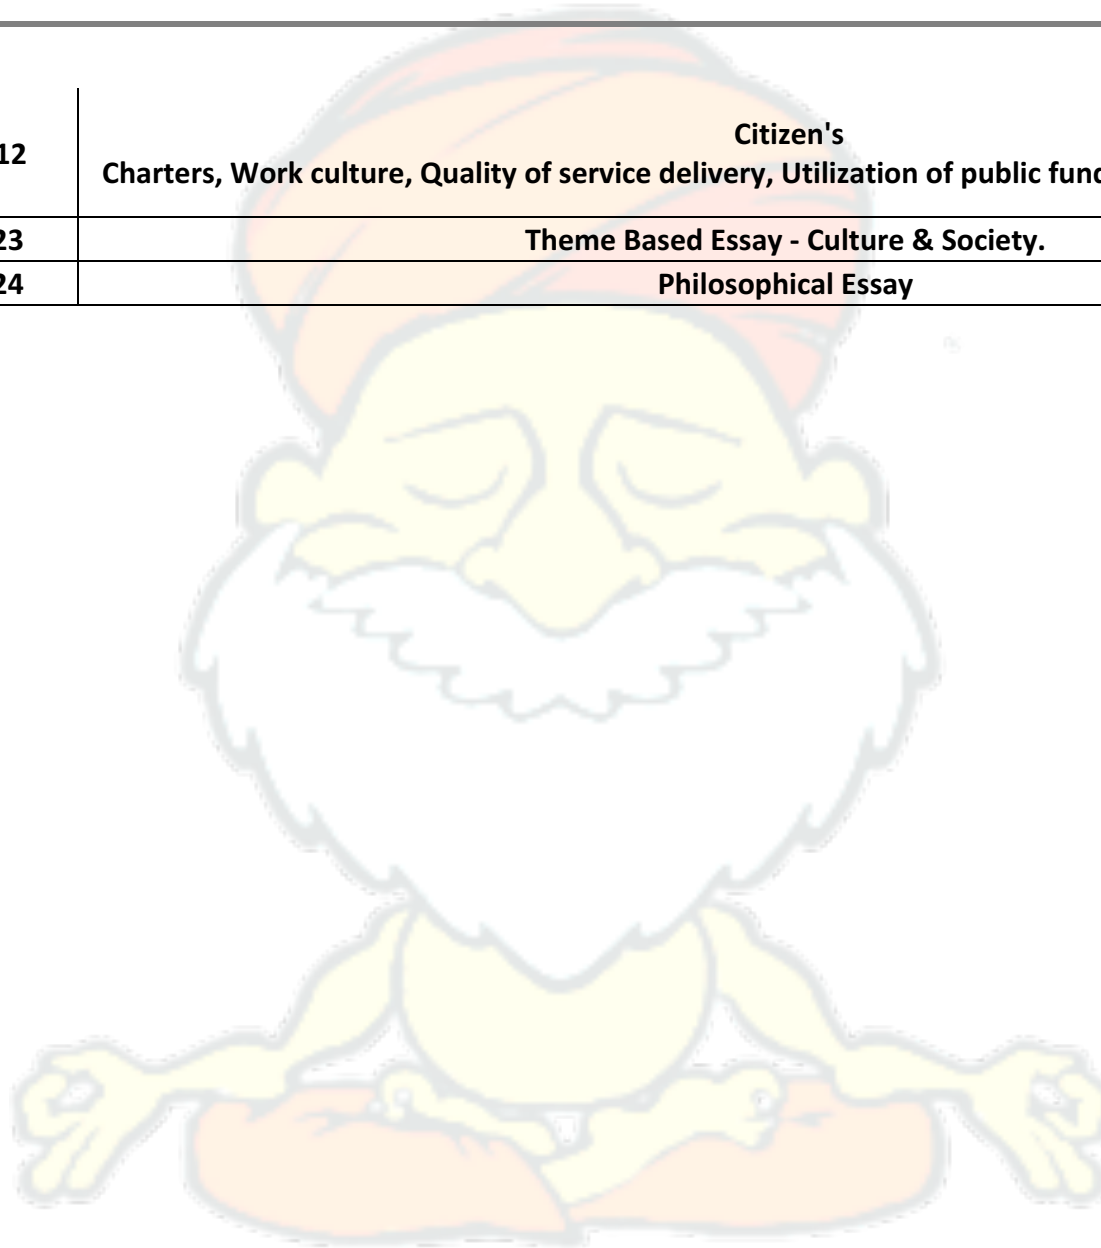 12
Citizen's
Charters, Work culture, Quality of service delivery, Utilization of public
23 Theme Based Essay - Culture & Society.
24 Philosophical Essay